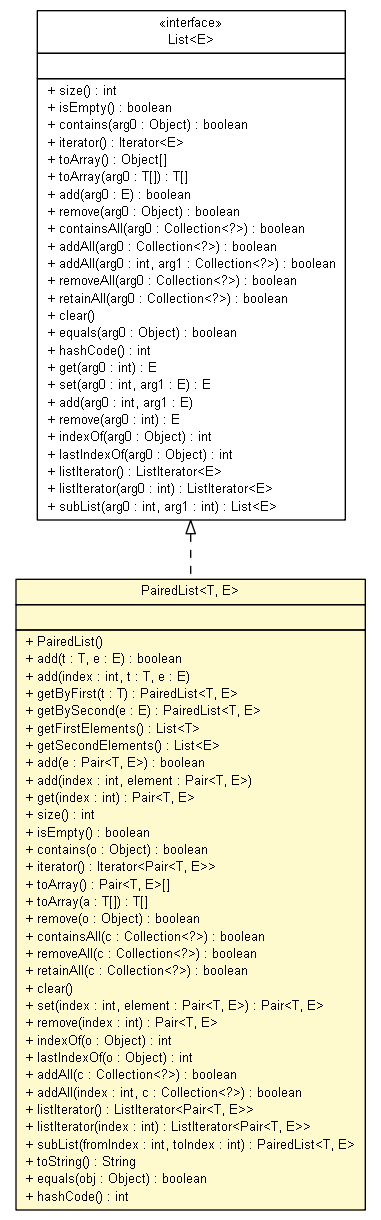 «interface»
List<E>
+ size() : int
+ isEmpty() : boolean
+ contains(arg0 : Object) : boolean
+ iterator() : Iterator<E>
+ toArray() : Object[]
+ toArray(arg0 : T[]) : T[]
+ add(arg0 : E) : boolean
+ remove(arg0 : Object) : boolean
+ containsAll(arg0 : Collection<?>) : boolean
+ addAll(arg0 : Collection<?>) : boolean
+ addAll(arg0 : int, arg1 : Collection<?>) : boolean
+ removeAll(arg0 : Collection<?>) : boolean
+ retainAll(arg0 : Collection<?>) : boolean
+ clear()
+ equals(arg0 : Object) : boolean
+ hashCode() : int
+ get(arg0 : int) : E
+ set(arg0 : int, arg1 : E) : E
+ add(arg0 : int, arg1 : E)
+ remove(arg0 : int) : E
+ indexOf(arg0 : Object) : int
+ lastIndexOf(arg0 : Object) : int
+ listIterator() : ListIterator<E>
+ listIterator(arg0 : int) : ListIterator<E>
+ subList(arg0 : int, arg1 : int) : List<E>
PairedList<T, E>
+ PairedList()
+ add(t : T, e : E) : boolean
+ add(index : int, t : T, e : E)
+ getByFirst(t : T) : PairedList<T, E>
+ getBySecond(e : E) : PairedList<T, E>
+ getFirstElements() : List<T>
+ getSecondElements() : List<E>
+ add(e : Pair<T, E>) : boolean
+ add(index : int, element : Pair<T, E>)
+ get(index : int) : Pair<T, E>
+ size() : int
+ isEmpty() : boolean
+ contains(o : Object) : boolean
+ iterator() : Iterator<Pair<T, E>>
+ toArray() : Pair<T, E>[]
+ toArray(a : T[]) : T[]
+ remove(o : Object) : boolean
+ containsAll(c : Collection<?>) : boolean
+ removeAll(c : Collection<?>) : boolean
+ retainAll(c : Collection<?>) : boolean
+ clear()
+ set(index : int, element : Pair<T, E>) : Pair<T, E>
+ remove(index : int) : Pair<T, E>
+ indexOf(o : Object) : int
+ lastIndexOf(o : Object) : int
+ addAll(c : Collection<?>) : boolean
+ addAll(index : int, c : Collection<?>) : boolean
+ listIterator() : ListIterator<Pair<T, E>>
+ listIterator(index : int) : ListIterator<Pair<T, E>>
+ subList(fromIndex : int, toIndex : int) : PairedList<T, E>
+ toString() : String
+ equals(obj : Object) : boolean
+ hashCode() : int